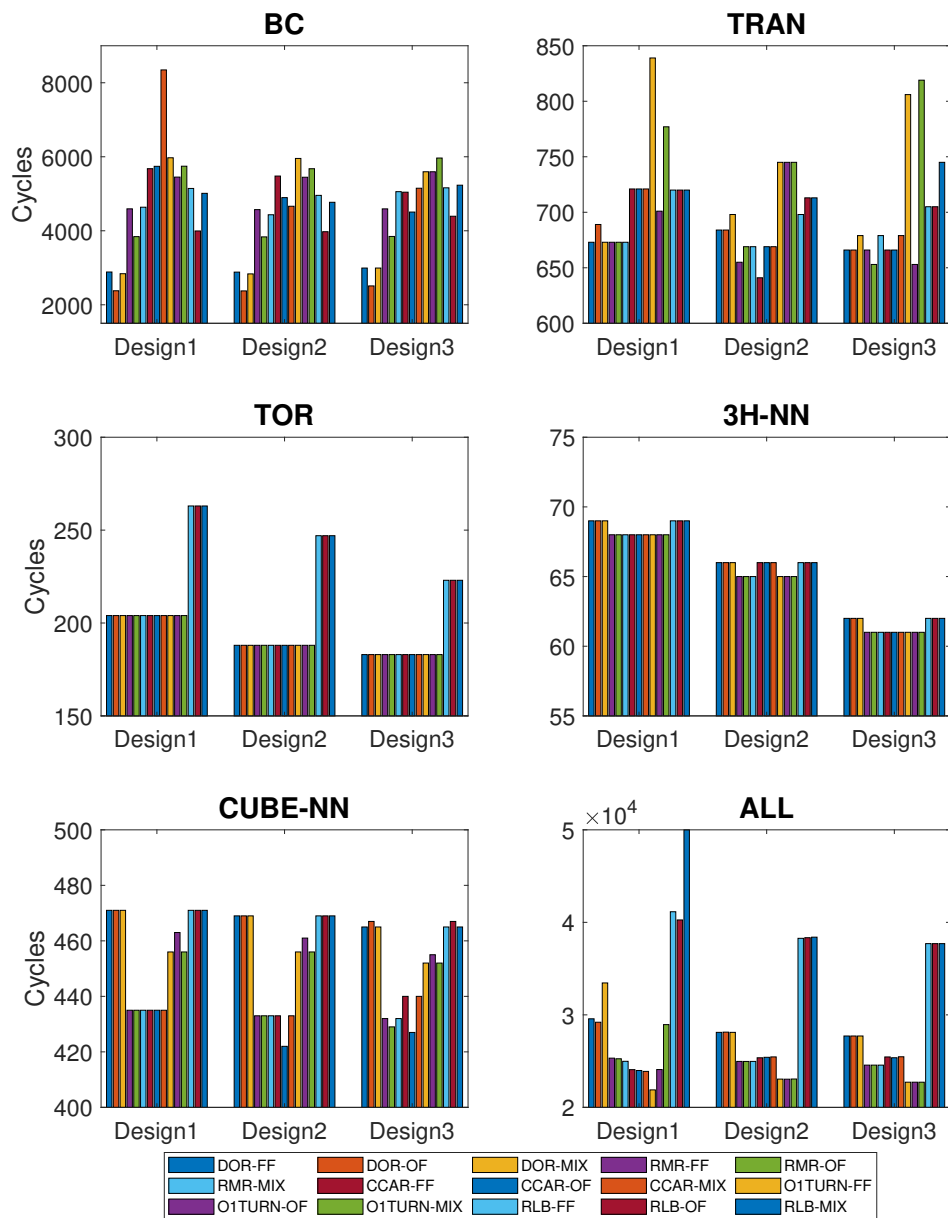 BC
TRAN
Cycles
8000
6000
4000
2000
Design1 Design2 Design3
850
800
750
700
650
600
Design1 Design2 Design3
TOR
3H-NN
Cycles
300
250
200
150
Design1 Design2 Design3
75
70
65
60
55
Design1 Design2 Design3
CUBE-NN
ALL
Cycles
500
480
460
440
420
400
Design1 Design2 Design3
×10⁴
5
4
3
2
Design1 Design2 Design3
DOR-FF DOR-OF DOR-MIX RMR-FF RMR-OF
RMR-MIX CCAR-FF CCAR-OF CCAR-MIX O1TURN-FF
O1TURN-OF O1TURN-MIX RLB-FF RLB-OF RLB-MIX